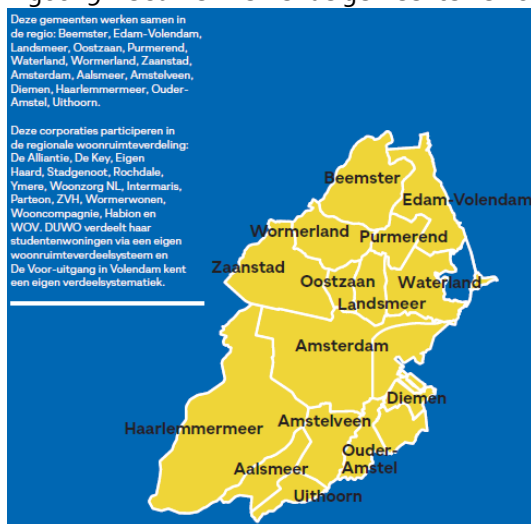 Deze gemeenten werken samen in
de regio: Beemster, Edam-Volendam,
Landsmeer, Oostzaan, Purmerend,
Waterland, Wormerland, Zaanstad,
Amsterdam, Aalsmeer, Amstelveen,
Diemen, Haarlemmermeer, Ouder-
Amstel, Uithoorn.
Deze corporaties participeren in
de regionale woonruimteverdeling:
De Alliantie, De Key, Eigen
Haard, Stadgenoot, Rochdale,
Ymere, Woonzorg NL, Intermaris,
Parteon, ZVH, Wormerwonen,
Wooncompagnie, Habion en
WOV. DUWO verdeelt haar
studentenwoningen via een eigen
woonruimteverdeelsysteem en
De Voor-uitgang in Volendam kent
een eigen verdeelsystematiek.
Beemster
Edam-Volendam
Wormerland
Purmerend
Zaanstad
Oostzaan
Waterland
Landsmeer
Amsterdam
Diemen
Haarlemmermeer
Amstelveen
Ouder-
Amstel
Aalsmeer
Uithoorn